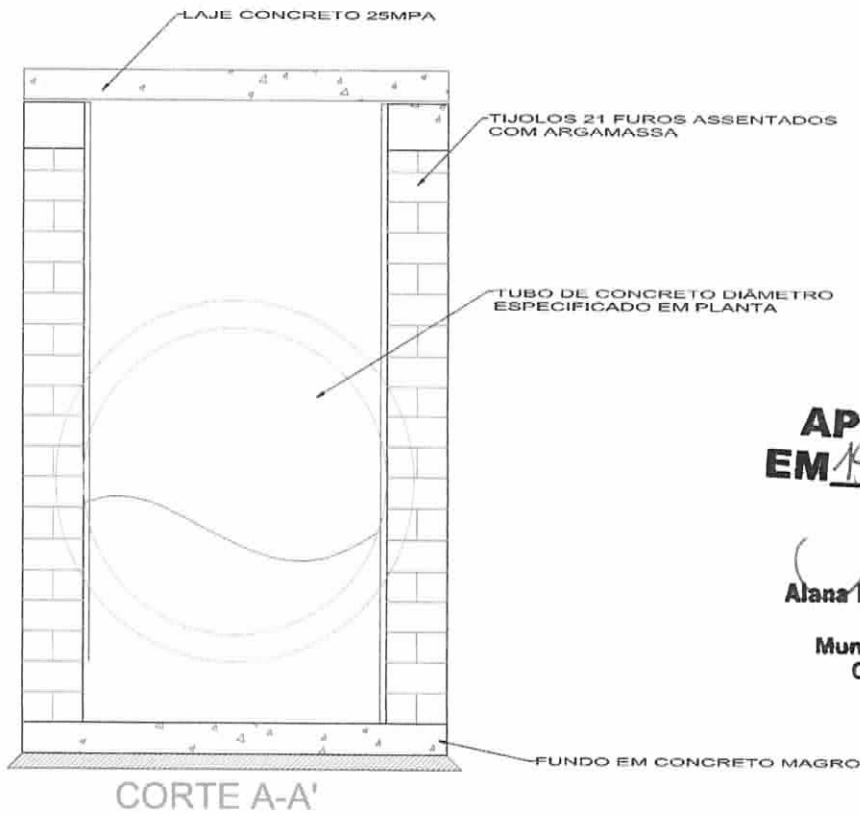 LAJE CONCRETO 25MPA
TIJOLOS 21 FUROS ASSENTADOS
COM ARGAMASSA
TUBO DE CONCRETO DIÂMETRO
ESPECIFICADO EM PLANTA
AP
EM
Alana
Mun
FUNDO EM CONCRETO MAGRO
CORTE A-A'